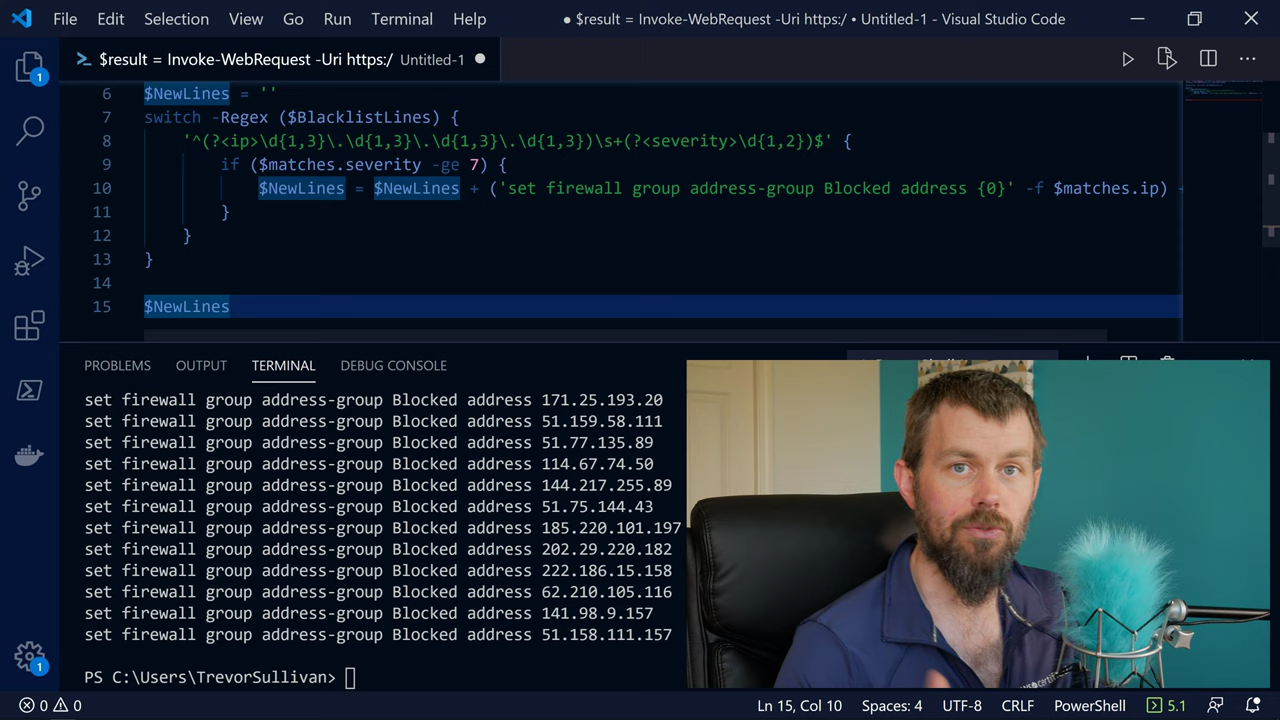 File Edit Selection View Go Run Terminal Help ● $result = Invoke-WebRequest -Uri https:/ • Untitled-1 - Visual Studio Code
$result = Invoke-WebRequest -Uri https:/ Untitled-1
1
6 $NewLines = ''
7 switch -Regex ($BlacklistLines) {
8 '^(?<ip>\d{1,3}\.\d{1,3}\.\d{1,3}\.\d{1,3})\s+(?<severity>\d{1,2})$' {
9 if ($matches.severity -ge 7) {
10 $NewLines = $NewLines + ('set firewall group address-group Blocked address {0}' -f $matches.ip) +
11 }
12 }
13 }
14
15 $NewLines
PROBLEMS OUTPUT TERMINAL DEBUG CONSOLE
set firewall group address-group Blocked address 171.25.193.20
set firewall group address-group Blocked address 51.159.58.111
set firewall group address-group Blocked address 51.77.135.89
set firewall group address-group Blocked address 114.67.74.50
set firewall group address-group Blocked address 144.217.255.89
set firewall group address-group Blocked address 51.75.144.43
set firewall group address-group Blocked address 185.220.101.197
set firewall group address-group Blocked address 202.29.220.182
set firewall group address-group Blocked address 222.186.15.158
set firewall group address-group Blocked address 62.210.105.116
set firewall group address-group Blocked address 141.98.9.157
set firewall group address-group Blocked address 51.158.111.157
PS C:\Users\TrevorSullivan>
1
0 0 Ln 15, Col 10 Spaces: 4 UTF-8 CRLF PowerShell 5.1